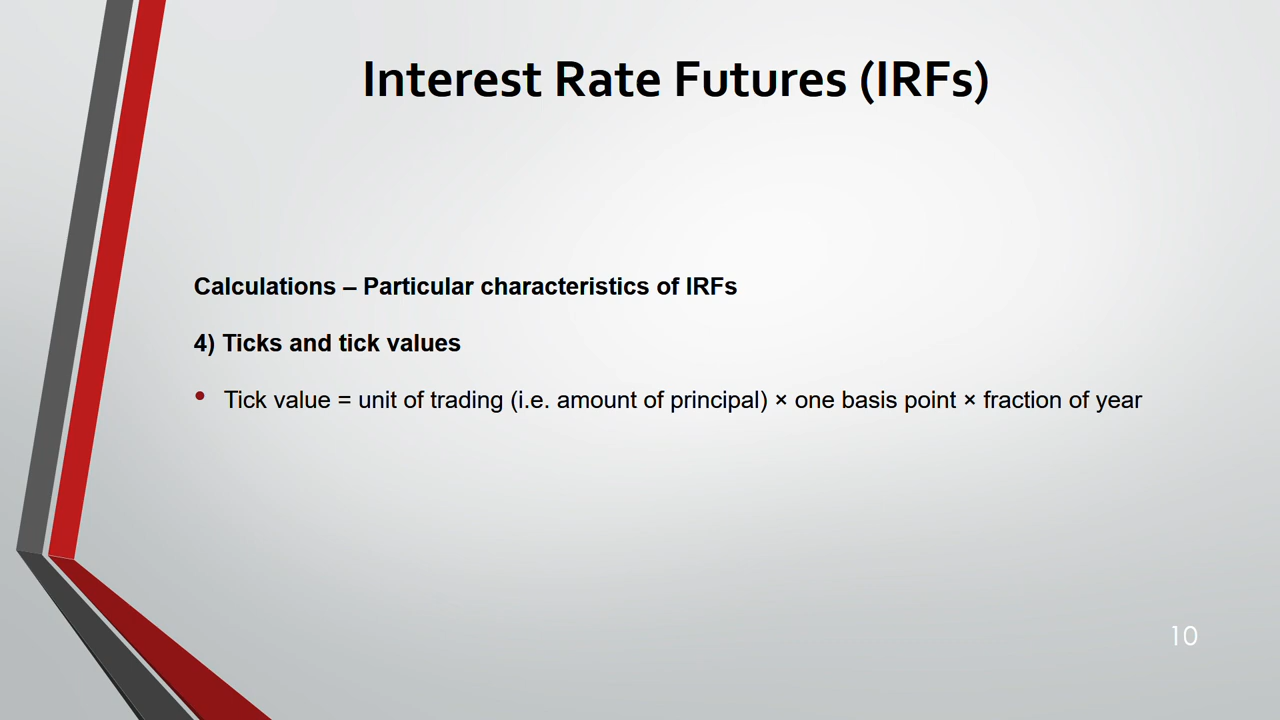 Interest Rate Futures (IRFs)
Calculations – Particular characteristics of IRFs
4) Ticks and tick values
• Tick value = unit of trading (i.e. amount of principal) × one basis point × fraction of year
10